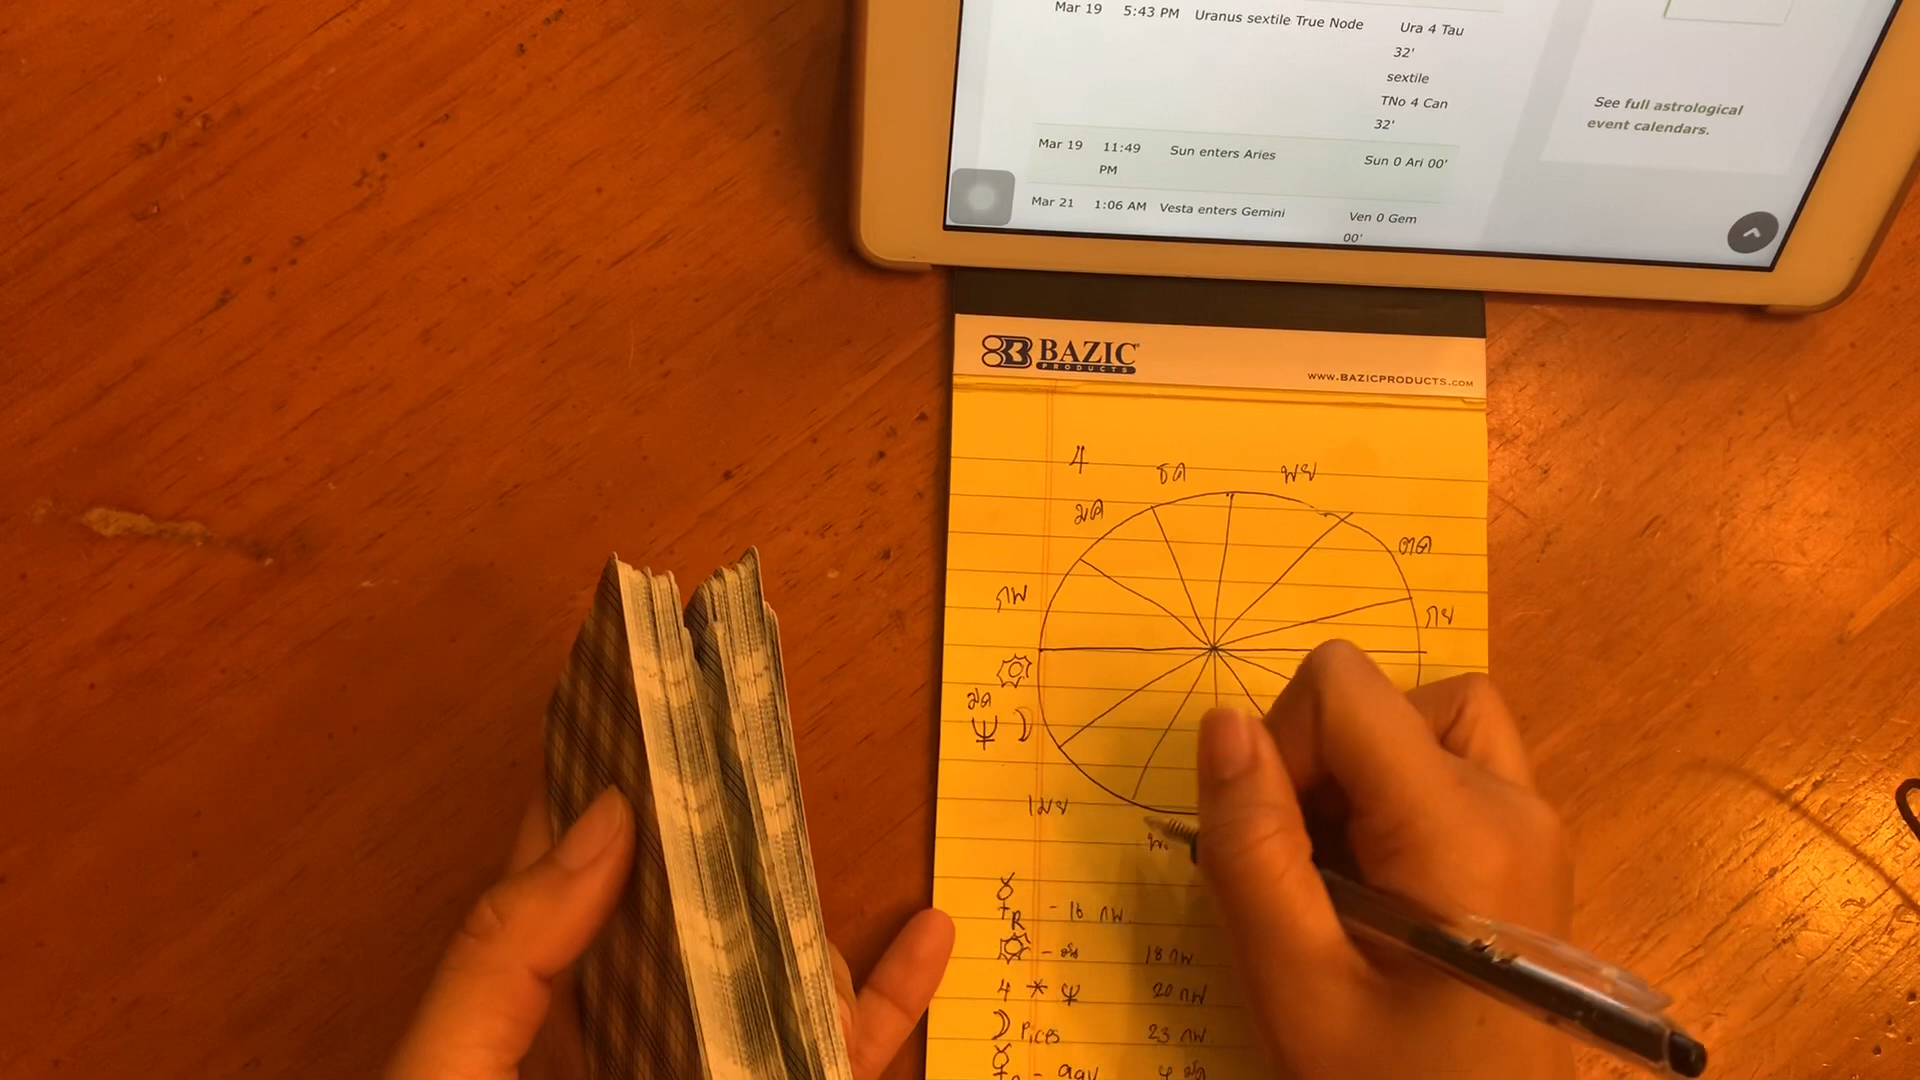 Mar 19 5:43 PM Uranus sextile True Node Ura 4 Tau
32'
sextile
TNo 4 Can
32'
Mar 19 11:49 PM Sun enters Aries Sun 0 Ari 00'
Mar 21 1:06 AM Vesta enters Gemini Ven 0 Gem
00'
See full astrological
event calendars.
BAZIC
PRODUCTS
WWW.BAZICPRODUCTS.COM
ธค พย
มค ตค
กพ กย
มีค
เมย
R - 16 กพ.
18 กพ
20 กพ
Pices 23 กพ.